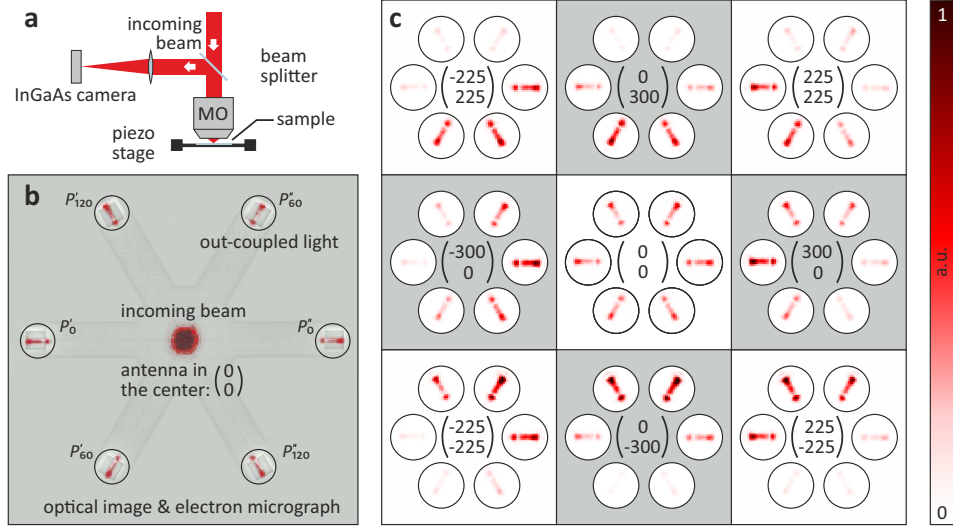 a
incoming
beam
beam
splitter
InGaAs camera
MO
sample
piezo
stage
b
P'120
P"60
out-coupled light
incoming beam
P'0
P"0
antenna in
the center: (0
0)
P'60
P"120
optical image & electron micrograph
c
(-225
225)
(0
300)
(225
225)
(-300
0)
(0
0)
(300
0)
(-225
-225)
(0
-300)
(225
-225)
1
a.u.
0